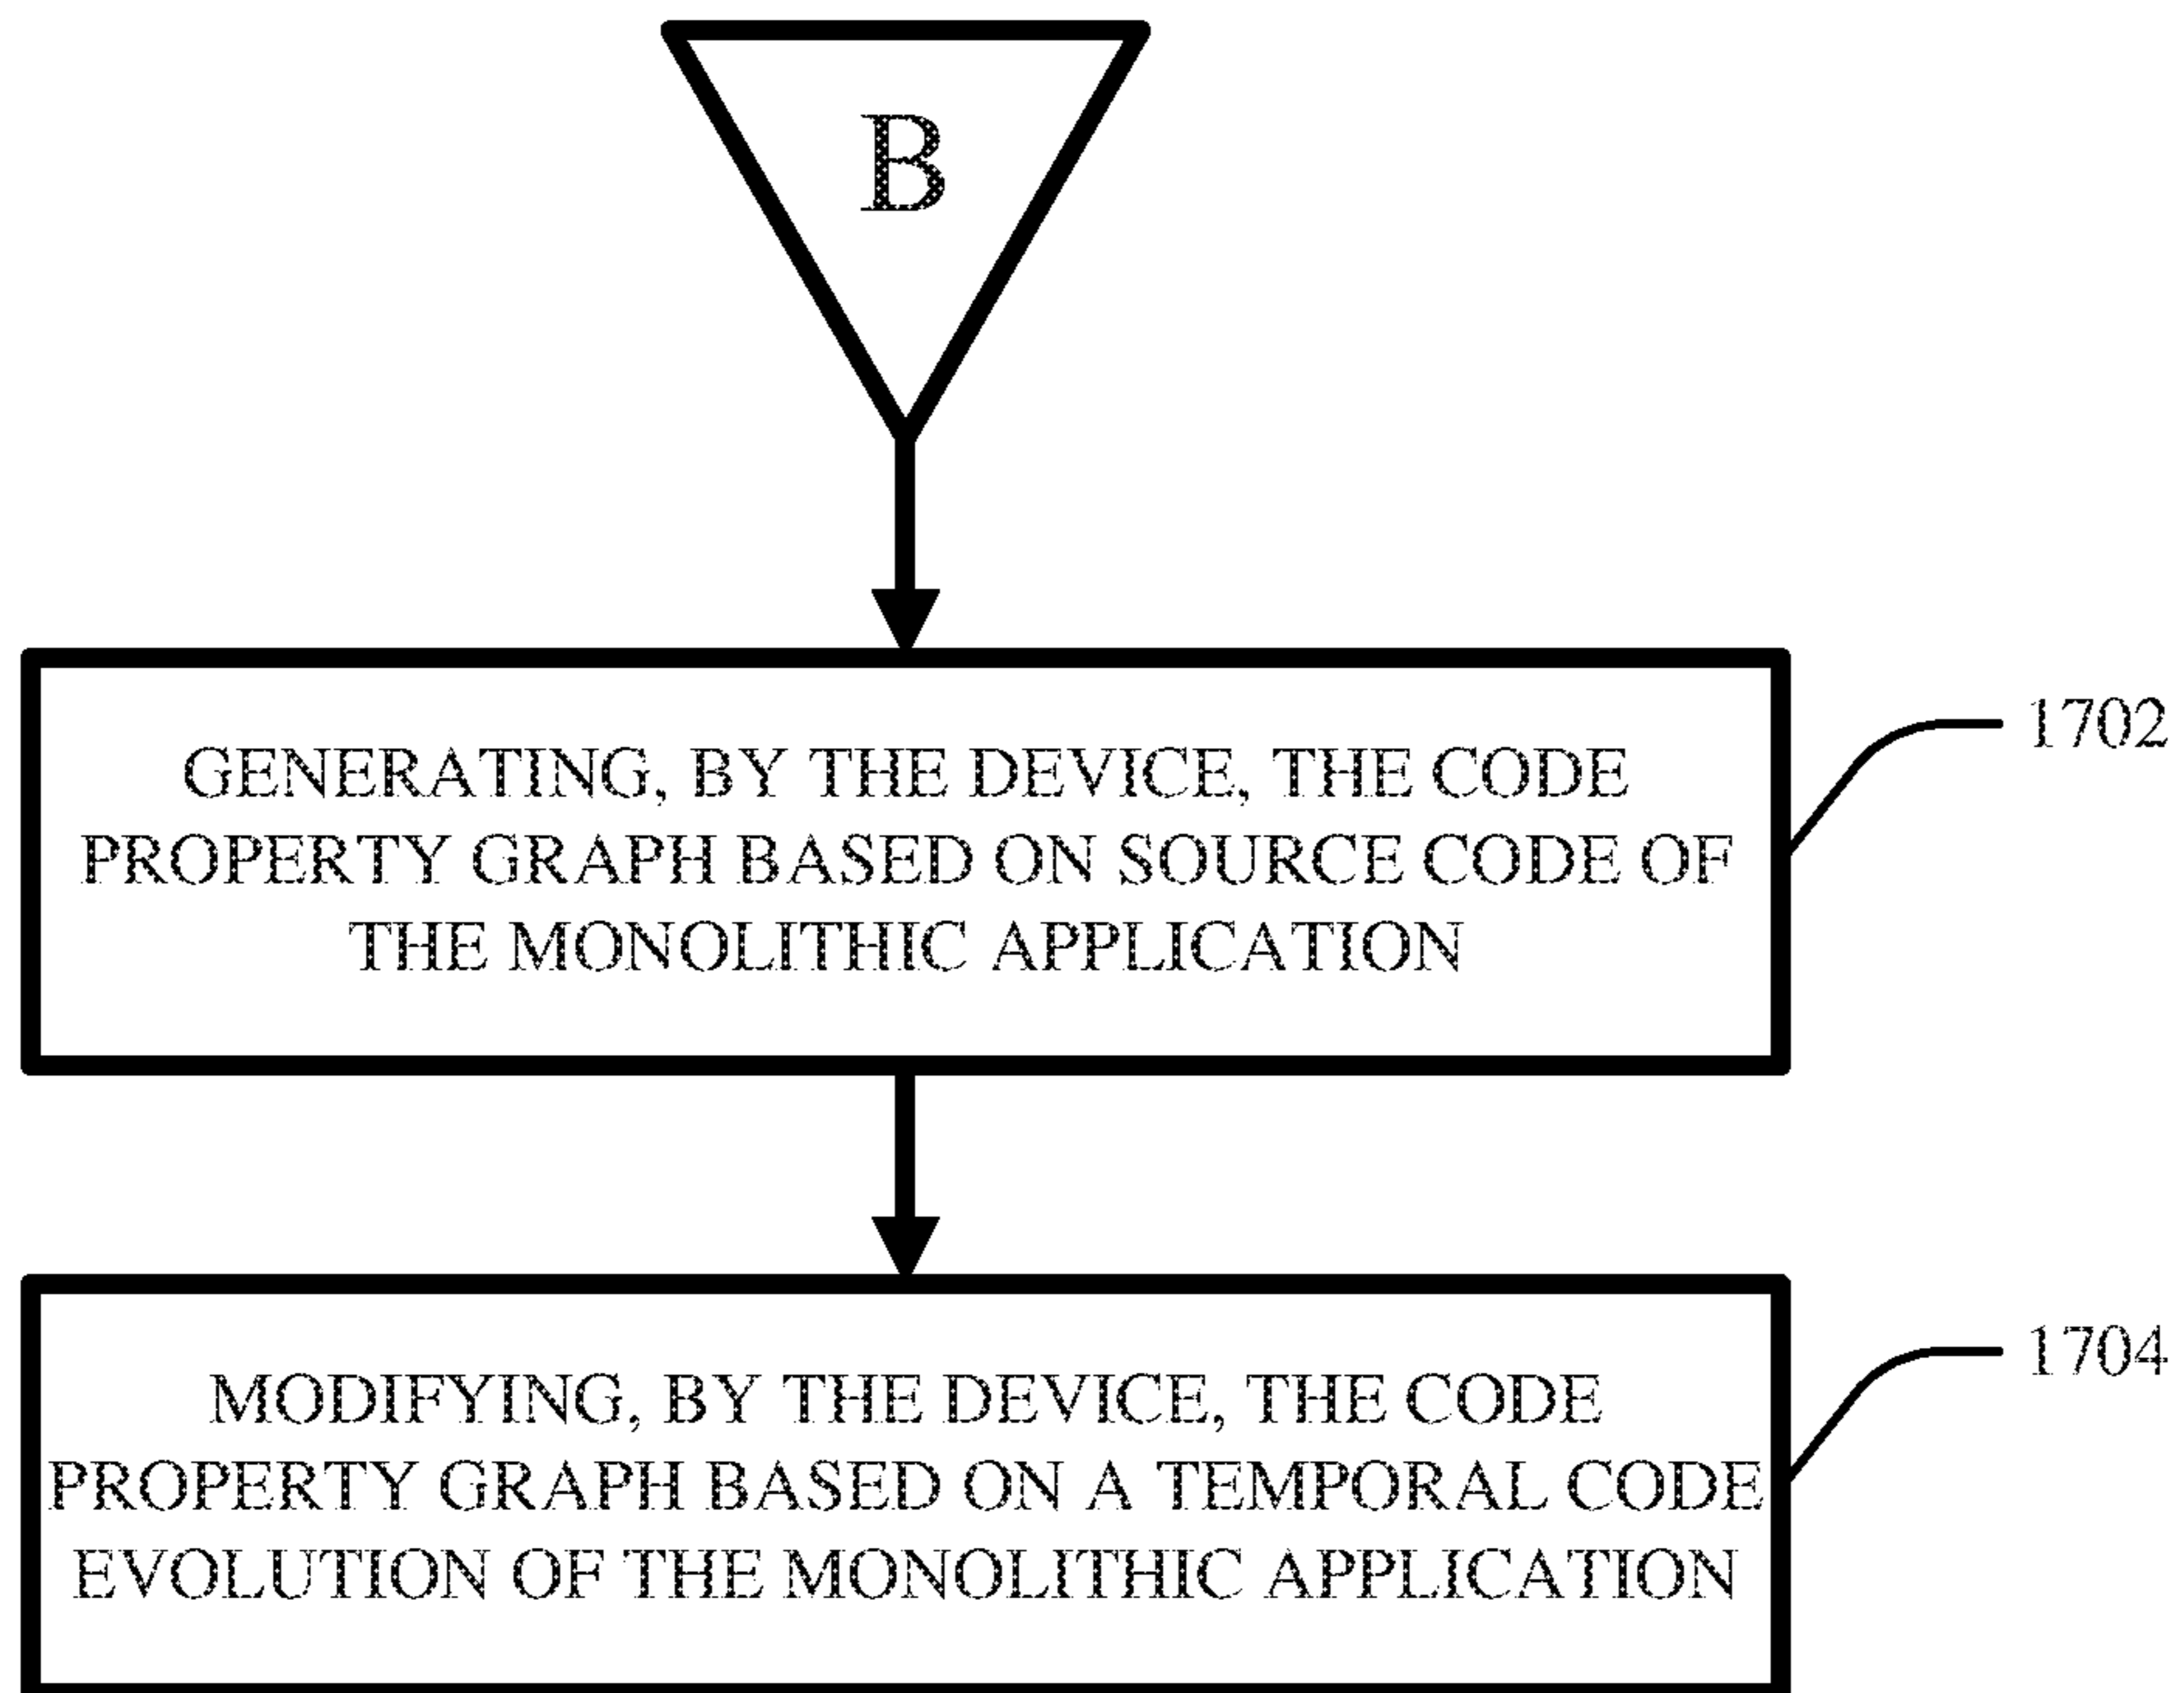 B
GENERATING, BY THE DEVICE, THE CODE
PROPERTY GRAPH BASED ON SOURCE CODE OF
THE MONOLITHIC APPLICATION
1702
MODIFYING, BY THE DEVICE, THE CODE
PROPERTY GRAPH BASED ON A TEMPORAL CODE
EVOLUTION OF THE MONOLITHIC APPLICATION
1704